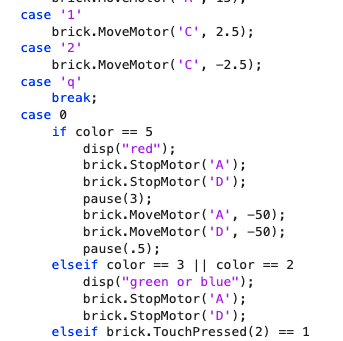 case '1'
brick.MoveMotor('C', 2.5);
case '2'
brick.MoveMotor('C', -2.5);
case 'q'
break;
case 0
if color == 5
disp("red");
brick.StopMotor('A');
brick.StopMotor('D');
pause(3);
brick.MoveMotor('A', -50);
brick.MoveMotor('D', -50);
pause(.5);
elseif color == 3 || color == 2
disp("green or blue");
brick.StopMotor('A');
brick.StopMotor('D');
elseif brick.TouchPressed(2) == 1